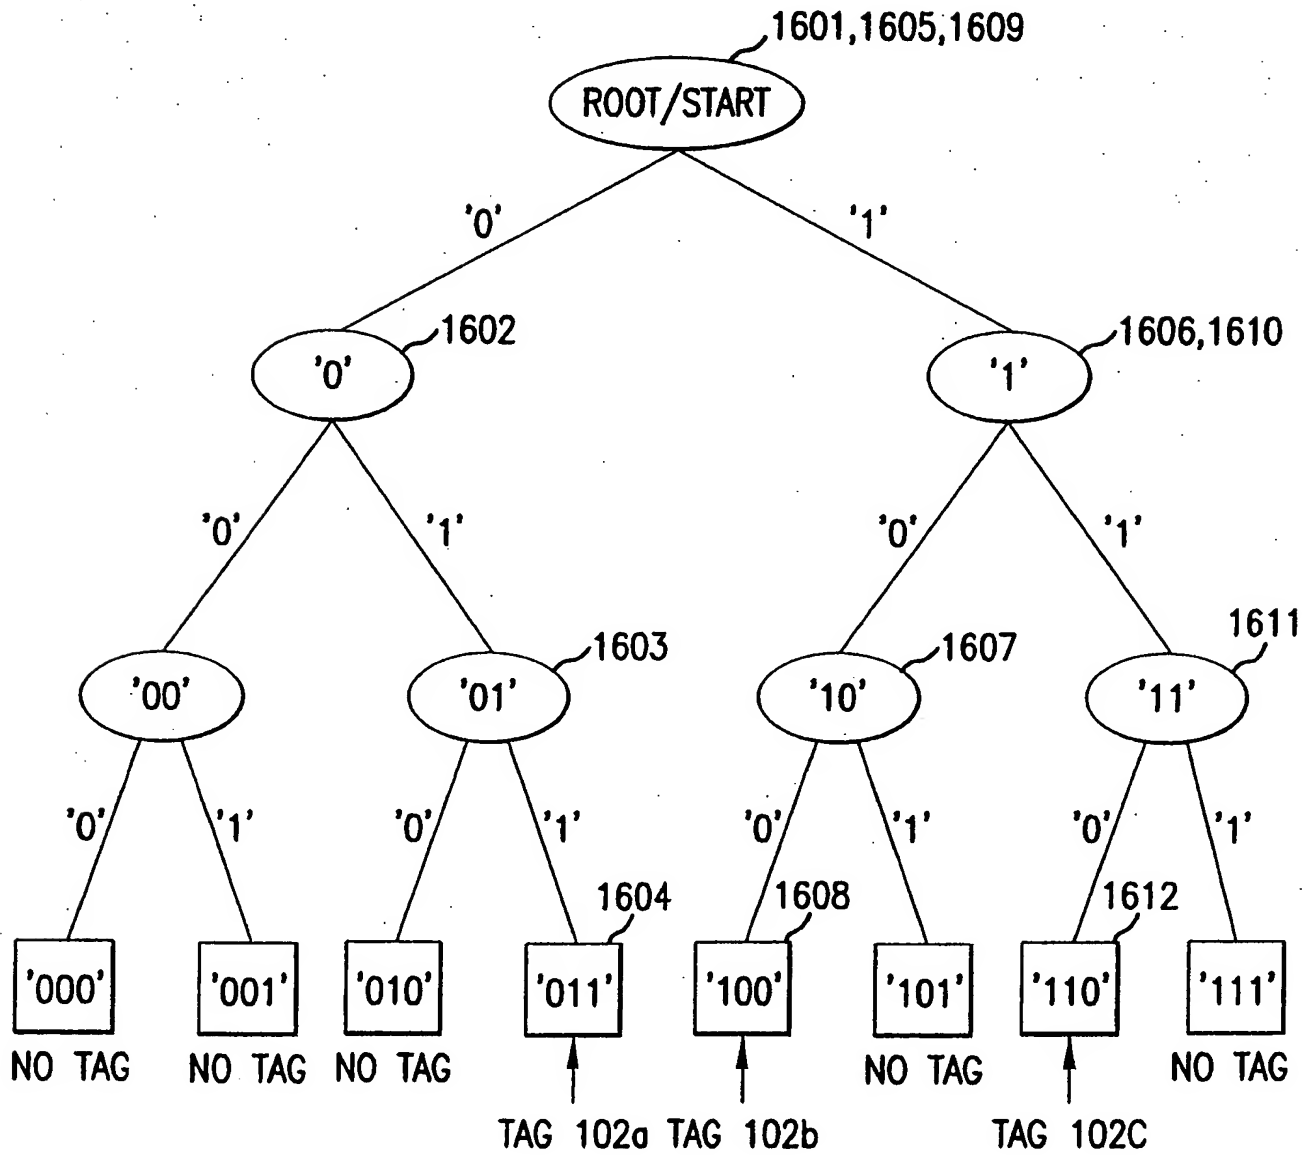 1601,1605,1609
ROOT/START
'0' '1'
1602 1606,1610
'0' '1'
'0' '1' '0' '1'
1603 1607 1611
'00' '01' '10' '11'
'0' '1' '0' '1' '0' '1' '0' '1'
1604 1608 1612
'000' '001' '010' '011' '100' '101' '110' '111'
NO TAG NO TAG NO TAG NO TAG NO TAG
TAG 102a TAG 102b TAG 102C